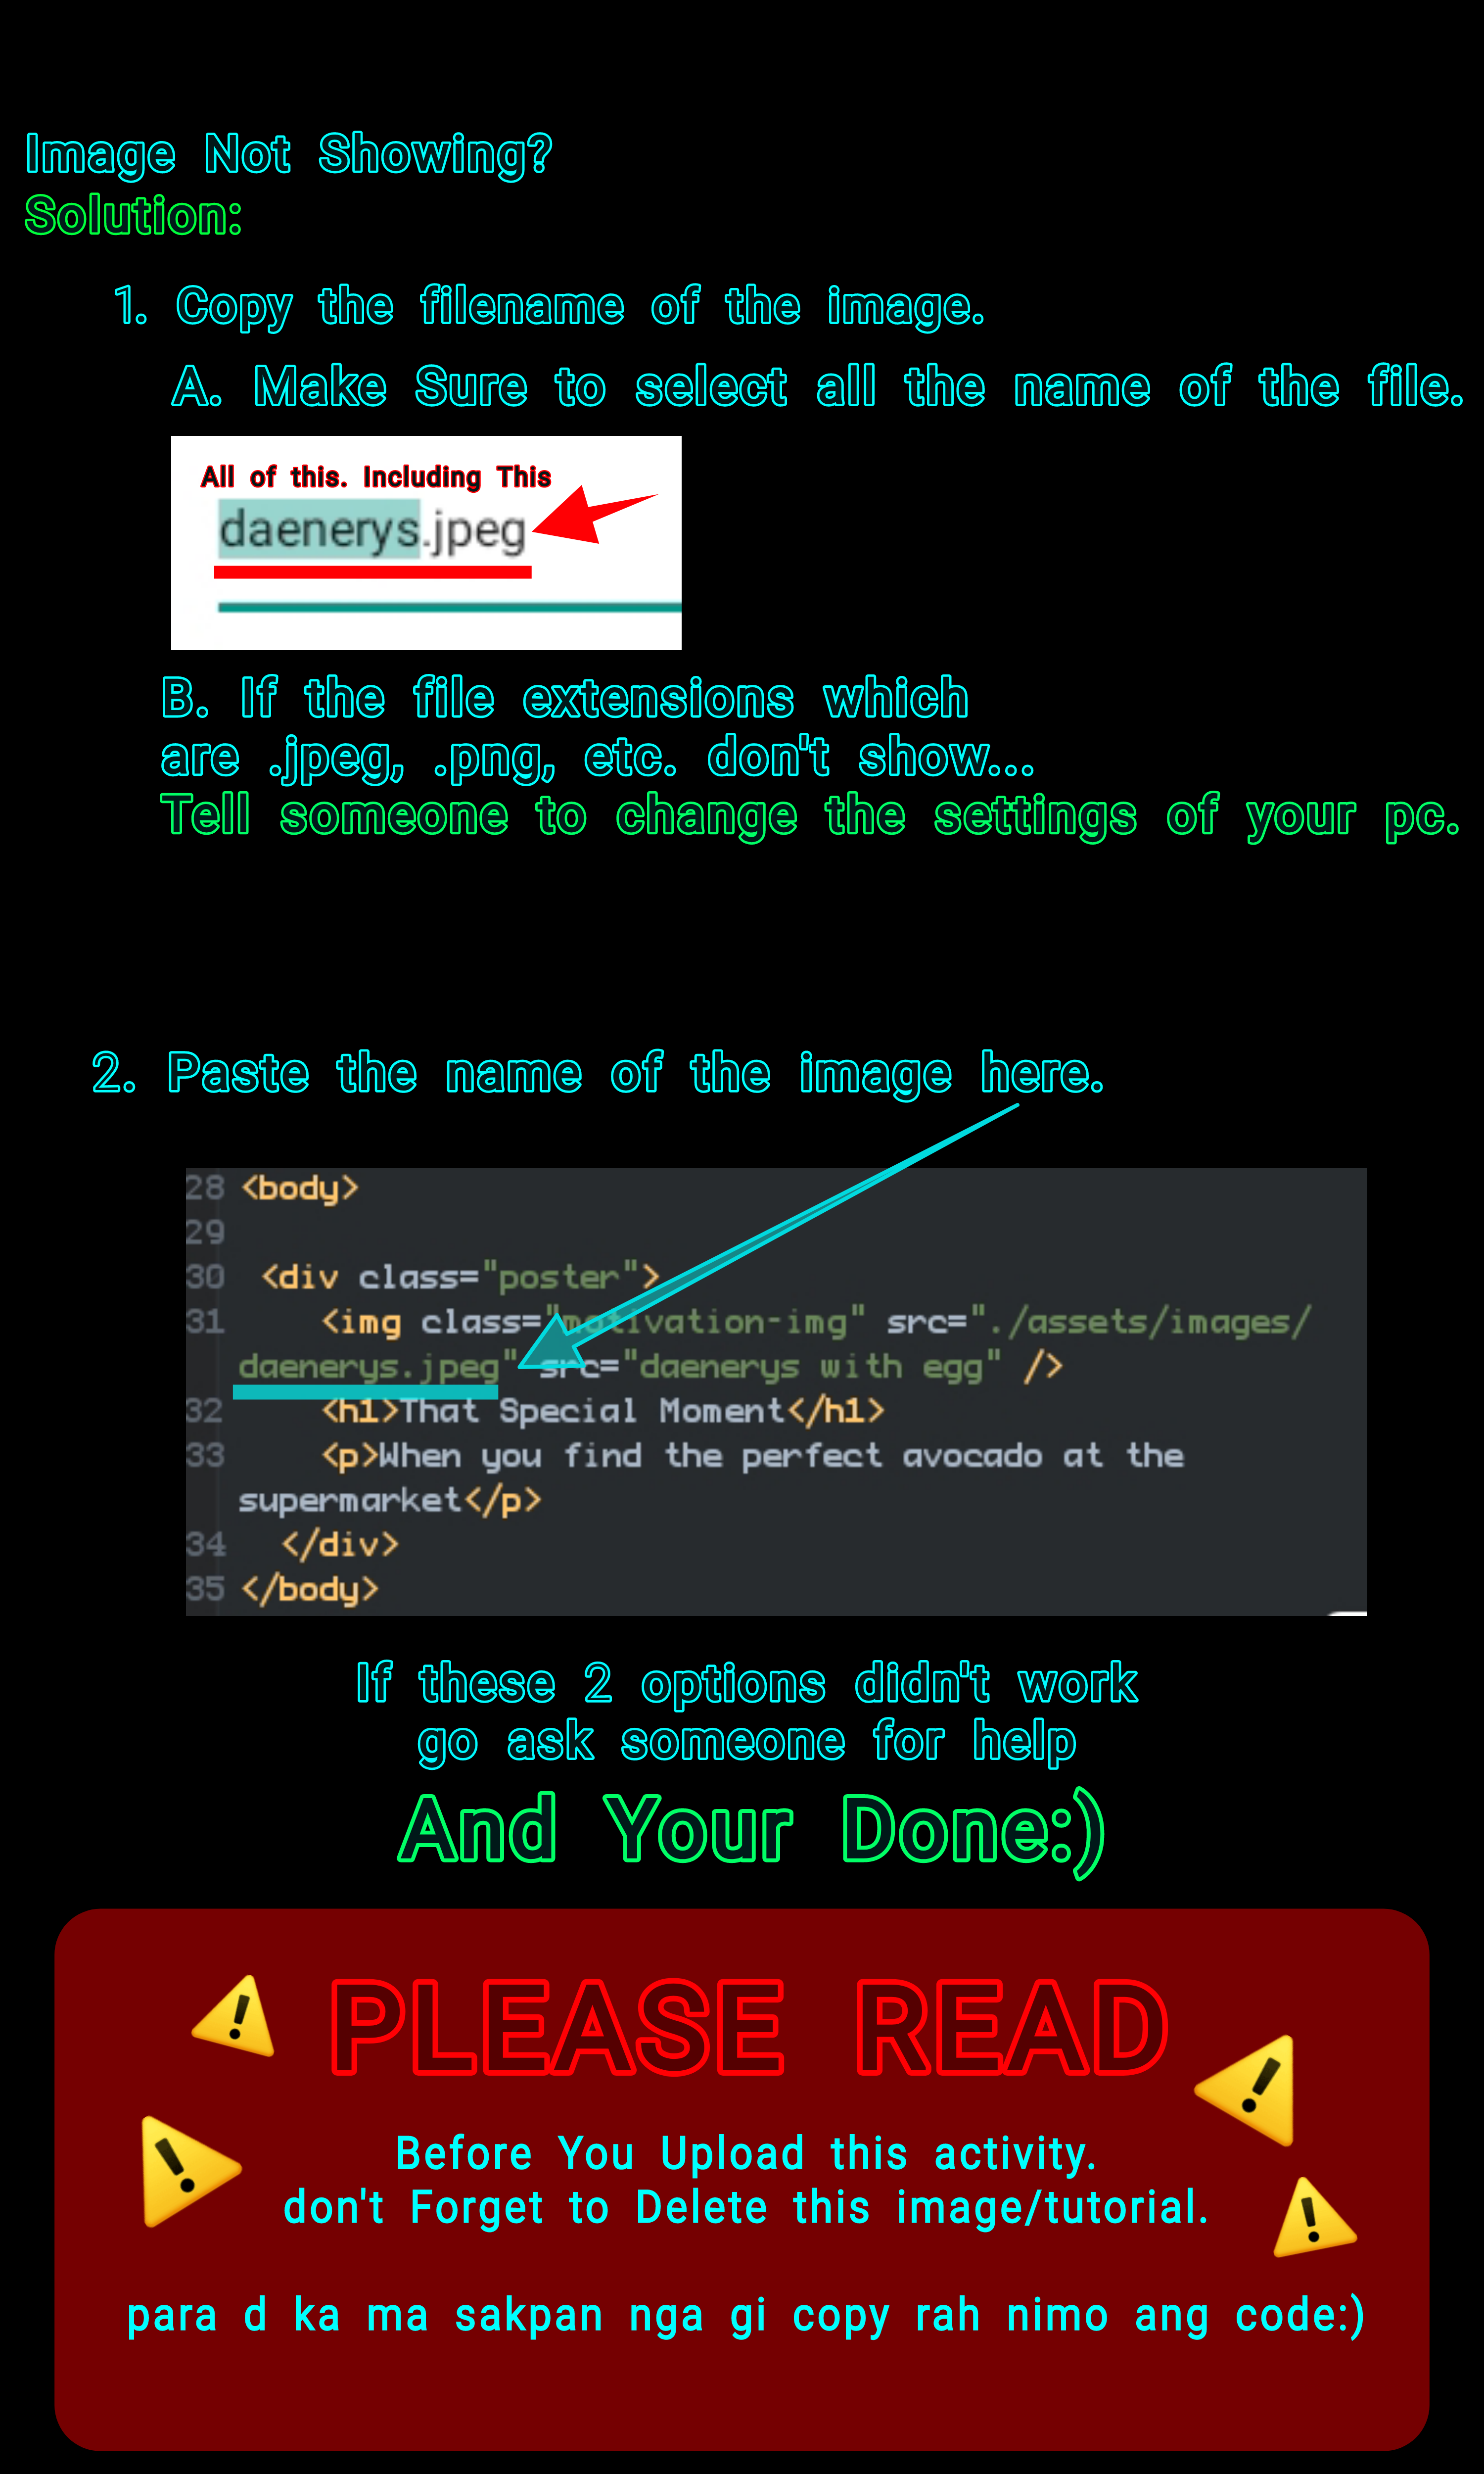 Image Not Showing?
Solution:
1. Copy the filename of the image.
A. Make Sure to select all the name of the file.
All of this. Including This
daenerys.jpeg
B. If the file extensions which
are .jpeg, .png, etc. don't show...
Tell someone to change the settings of your pc.
2. Paste the name of the image here.
28 <body>
29
30 <div class="poster">
31 <img class="motivation-img" src="./assets/images/
daenerys.jpeg" src="daenerys with egg" />
32 <h1>That Special Moment</h1>
33 <p>When you find the perfect avocado at the
supermarket</p>
34 </div>
35 </body>
If these 2 options didn't work
go ask someone for help
And Your Done:)
PLEASE READ
Before You Upload this activity.
don't Forget to Delete this image/tutorial.
para d ka ma sakpan nga gi copy rah nimo ang code:)